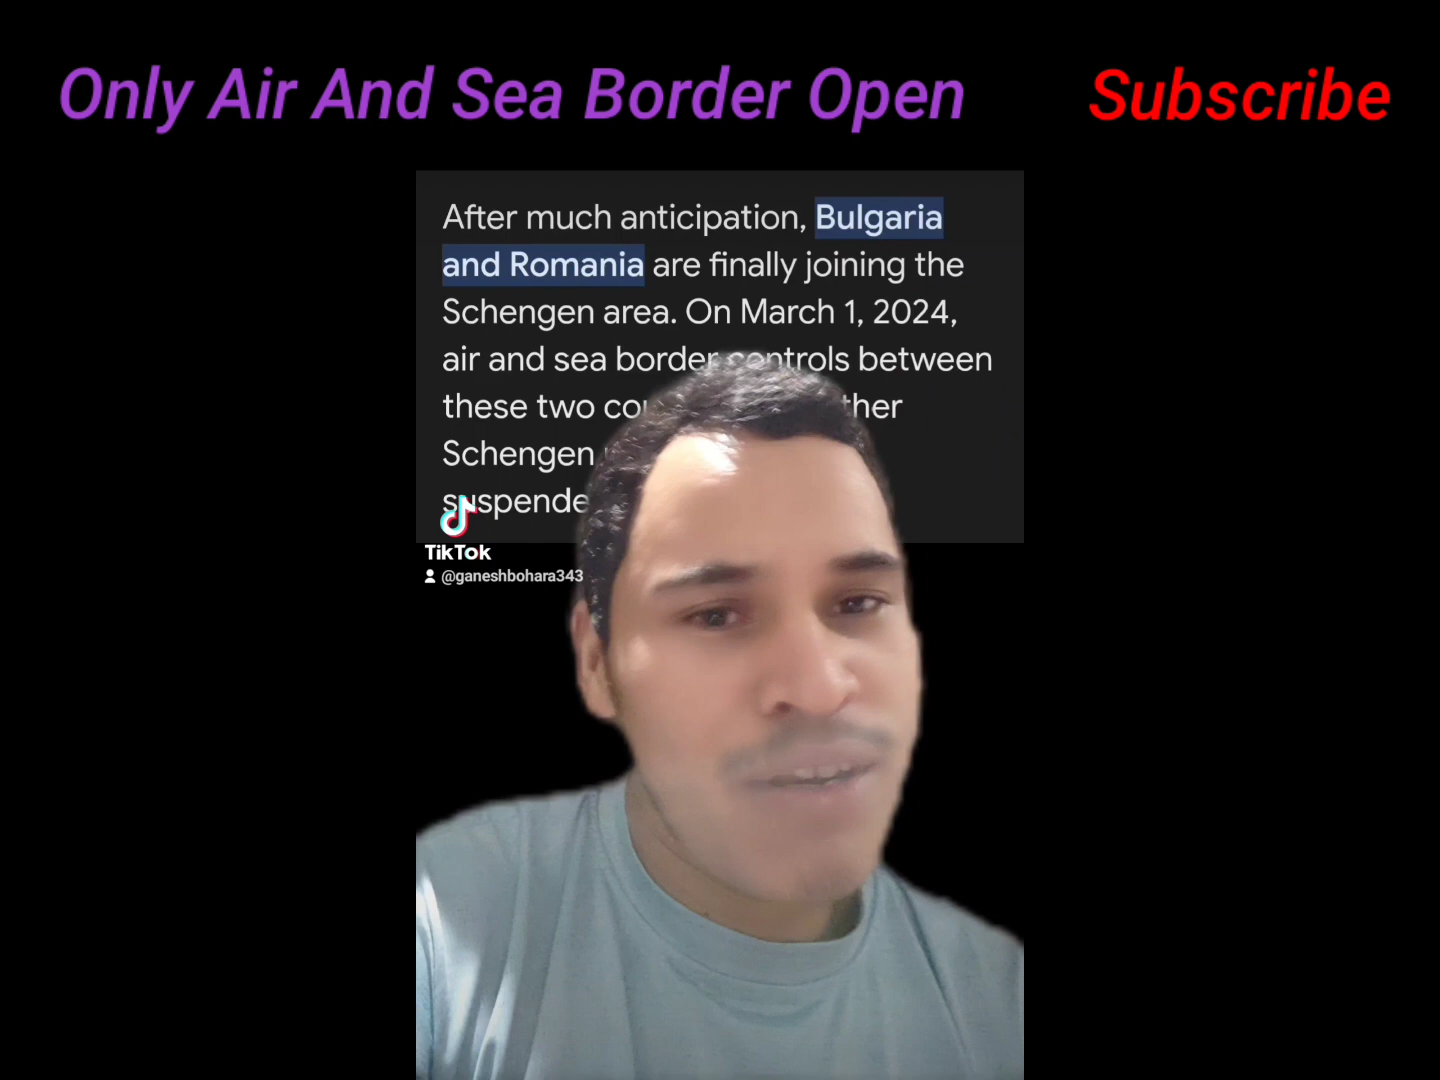 Only Air And Sea Border Open
Subscribe
After much anticipation, Bulgaria
and Romania are finally joining the
Schengen area. On March 1, 2024,
air and sea border controls between
these two ther
Schengen
suspende
TikTok
@ganeshbohara343